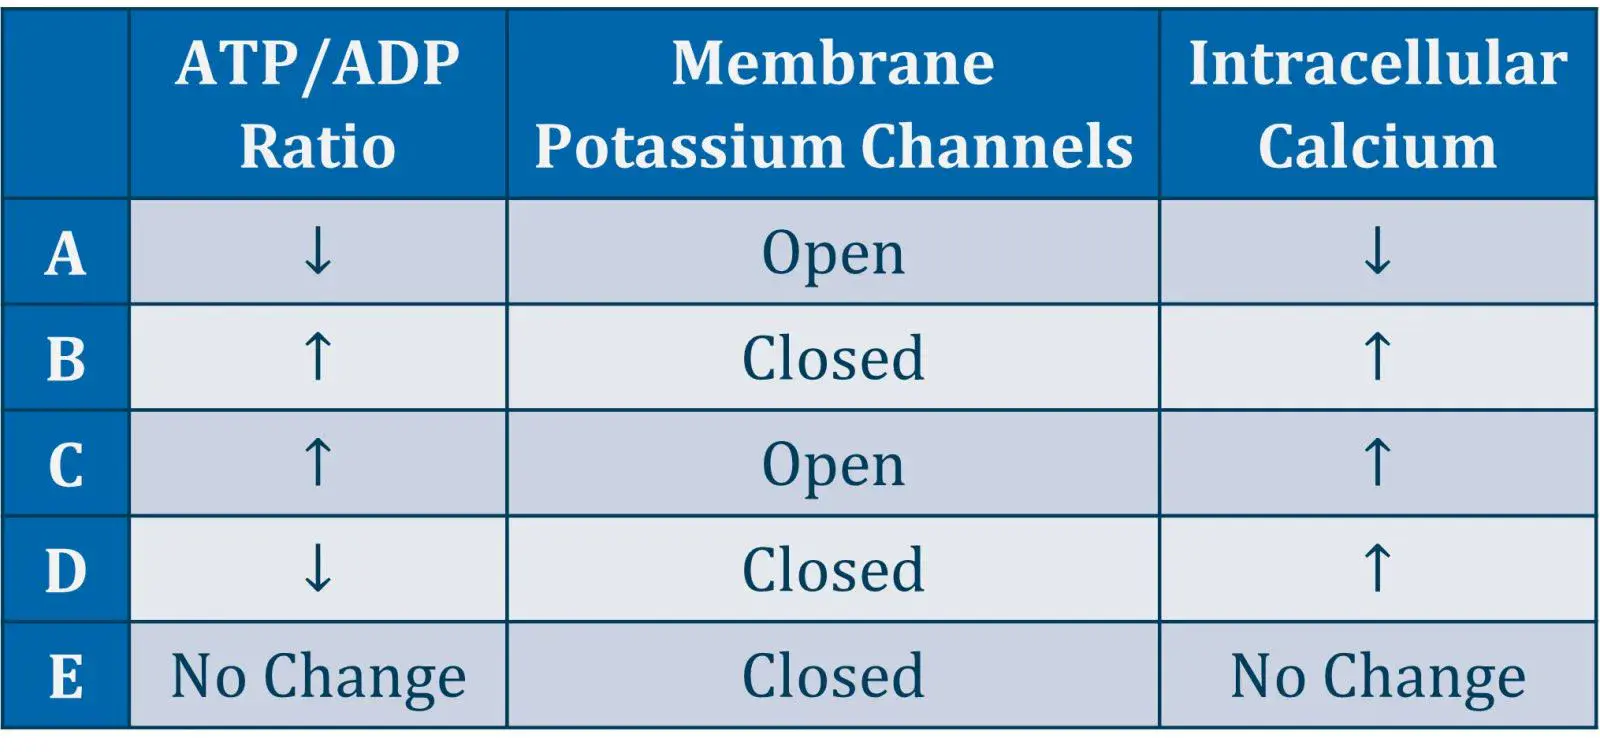 ATP/ADP Ratio Membrane Potassium Channels Intracellular Calcium
A ↓ Open ↓
B ↑ Closed ↑
C ↑ Open ↑
D ↓ Closed ↑
E No Change Closed No Change